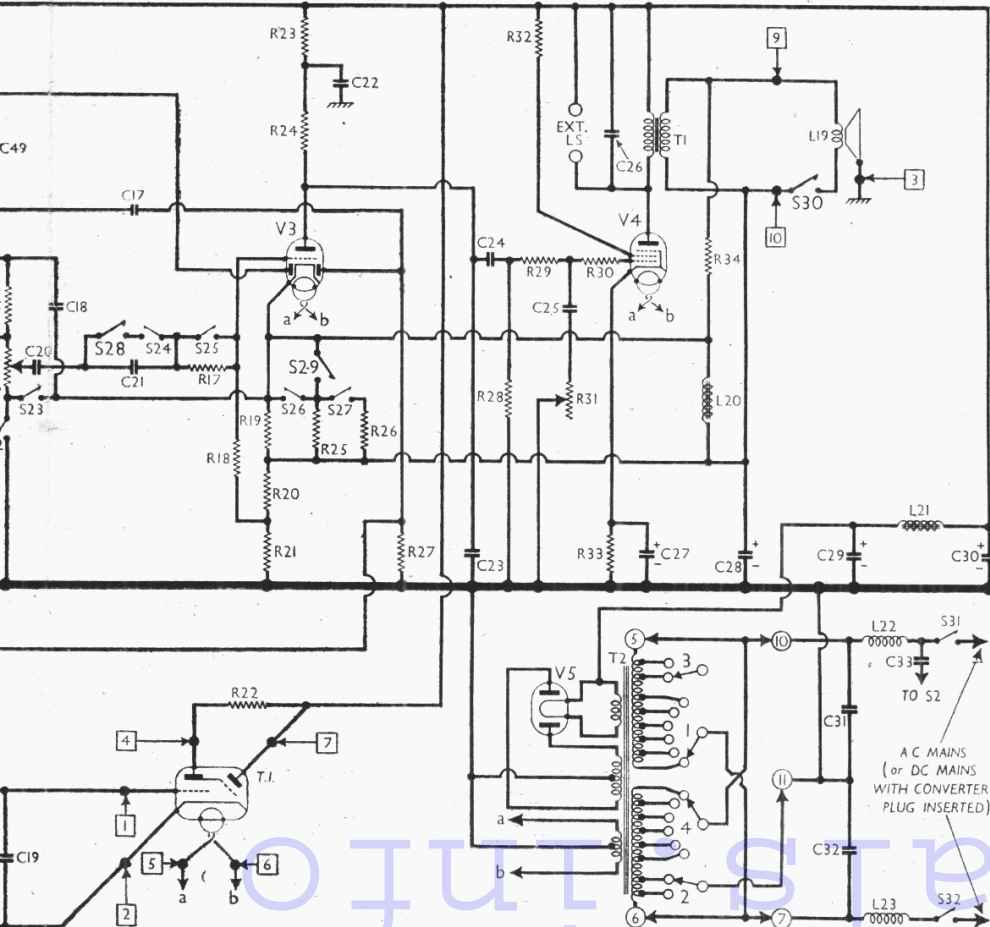 R23
R32
9
C22
EXT.
LS
R24
T1
L19
C49
C26
3
C17
S30
V3
V4
10
C24
R29
R30
R34
a b
a b
C18
C25
S28
S24
S25
C20
S29
C21
R17
S23
S26
S27
R28
R31
L20
R19
R26
R18
R25
R20
L21
R21
R27
C23
R33
+
C27
-
+
C28
-
+
C29
-
+
C30
-
5
10
L22
S31
T2
3
C33
V5
TO S2
R22
1
C31
4
7
T.I.
A C MAINS
(or DC MAINS
WITH CONVERTER
PLUG INSERTED)
11
a
1
4
C19
C32
5
6
b
a
b
2
2
L23
S32
6
7